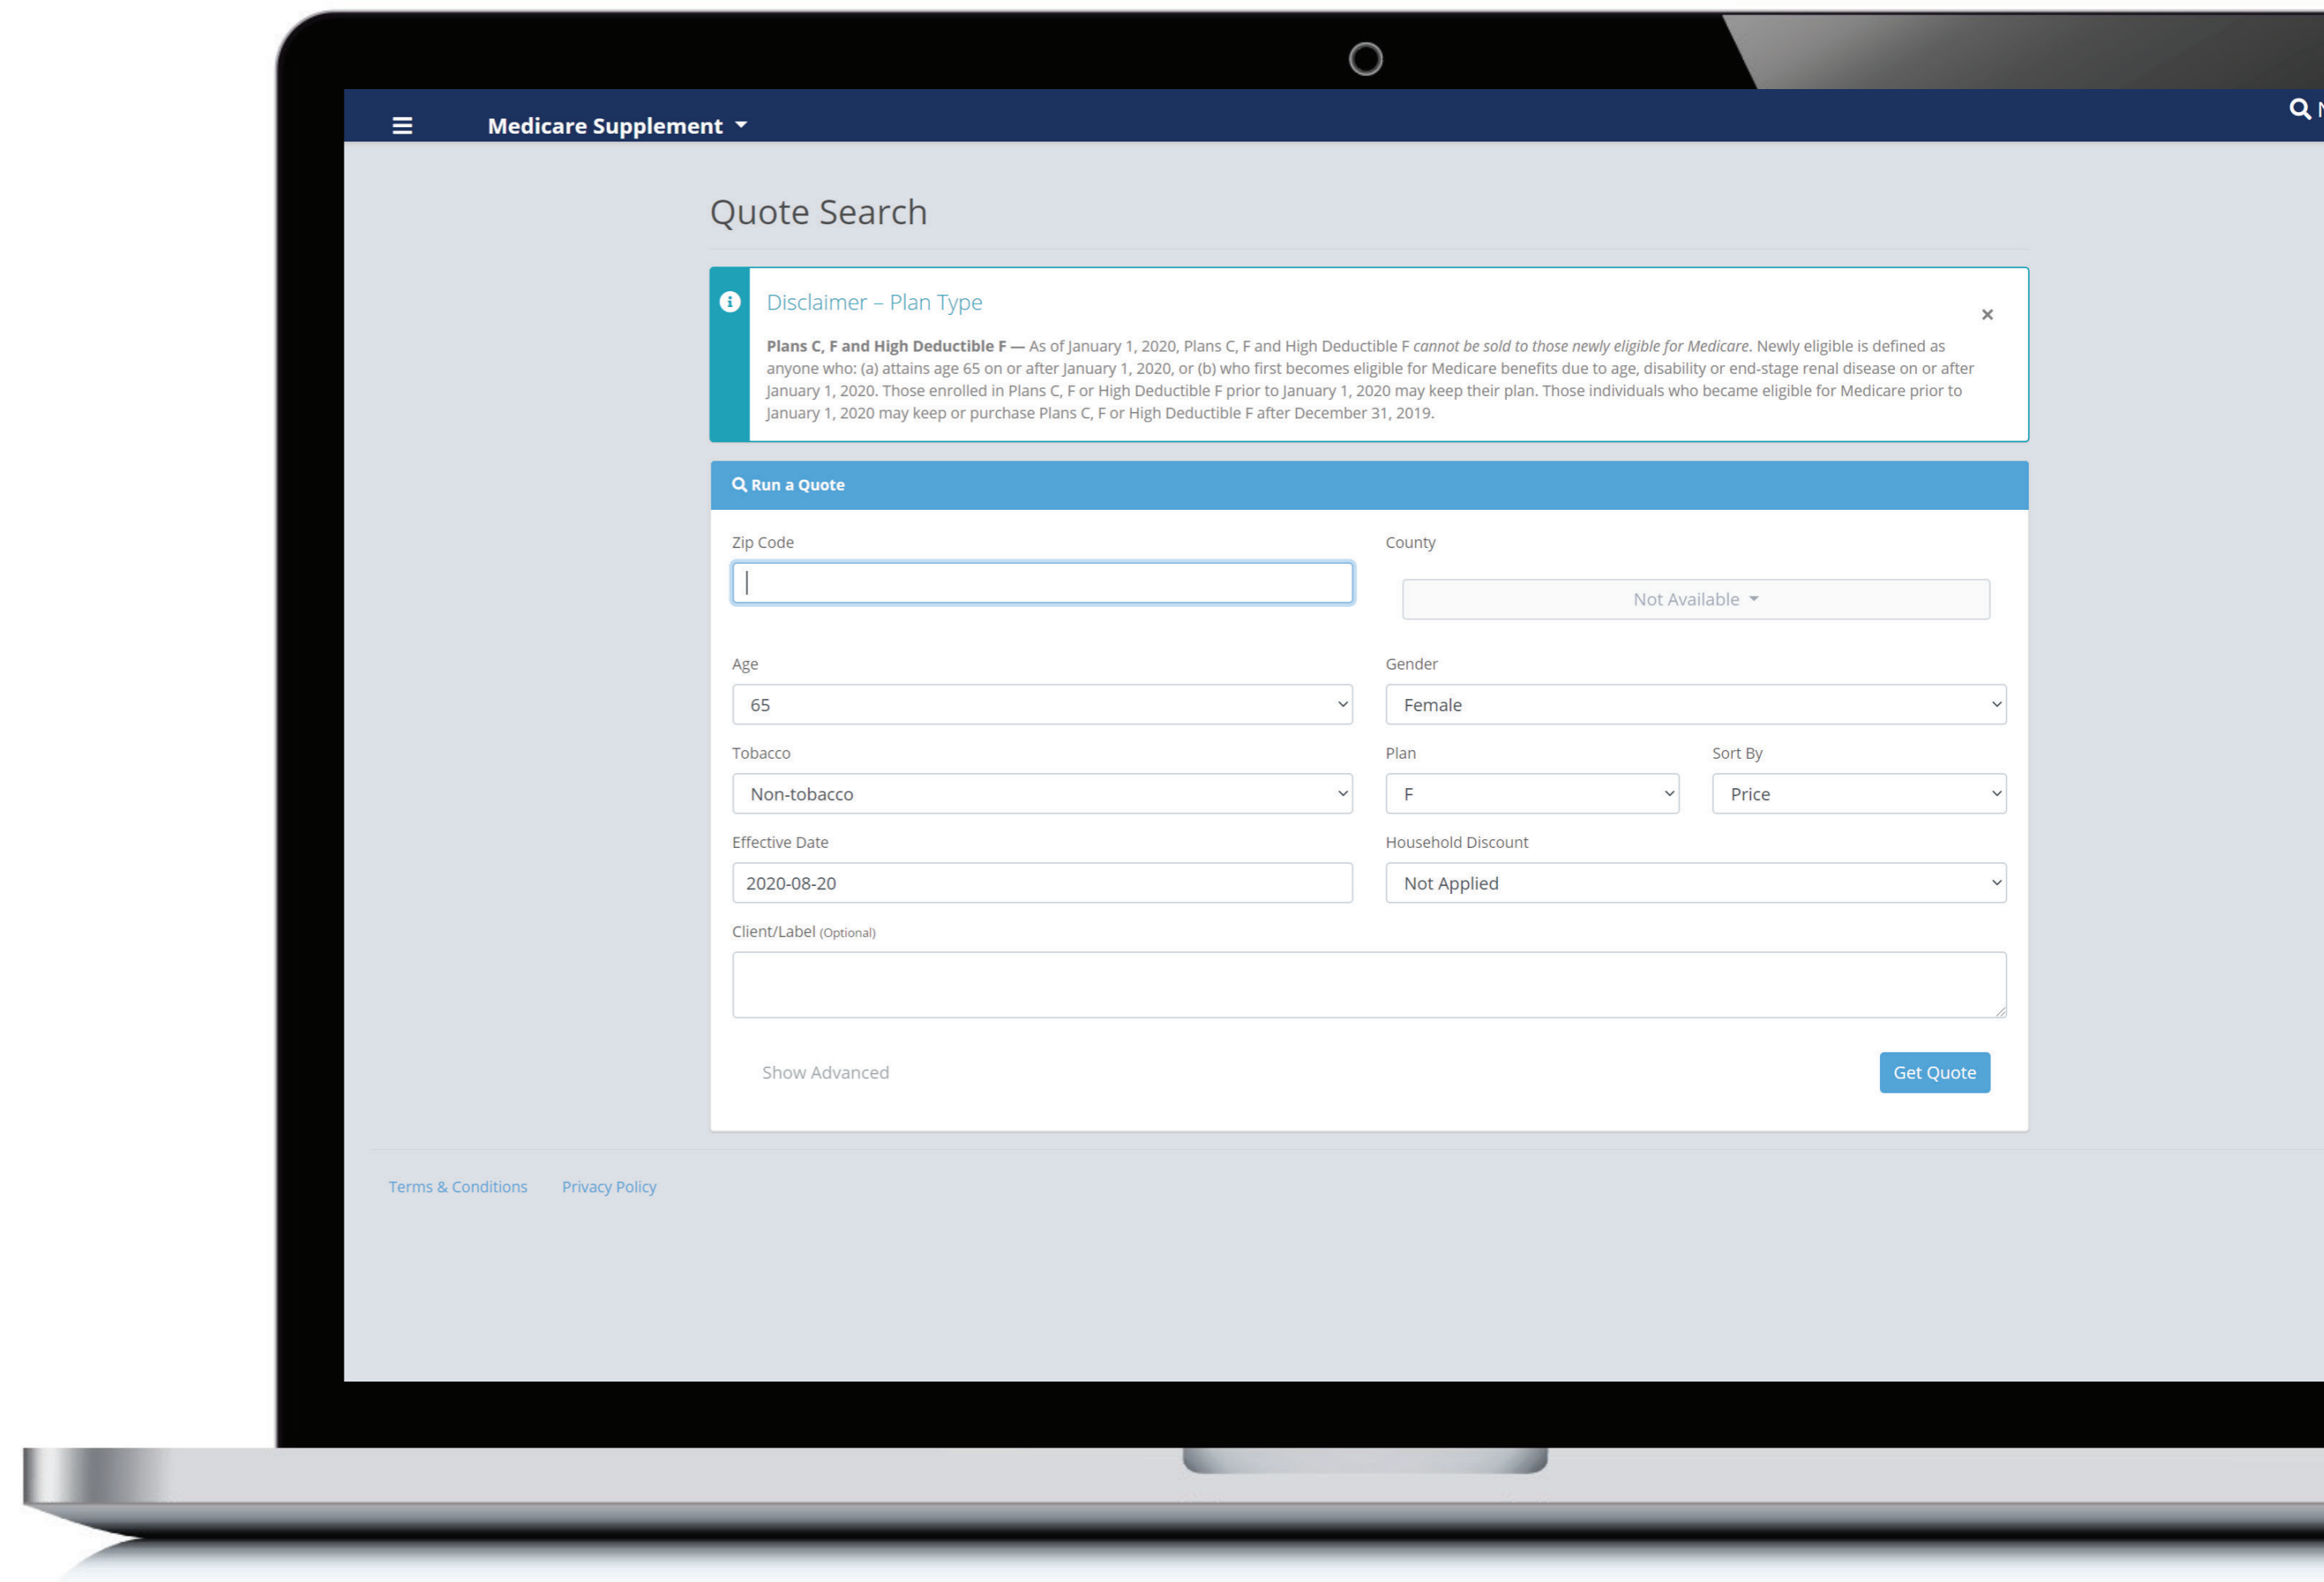 Medicare Supplement
N
Quote Search
Disclaimer – Plan Type
Plans C, F and High Deductible F — As of January 1, 2020, Plans C, F and High Deductible F cannot be sold to those newly eligible for Medicare. Newly eligible is defined as
anyone who: (a) attains age 65 on or after January 1, 2020, or (b) who first becomes eligible for Medicare benefits due to age, disability or end-stage renal disease on or after
January 1, 2020. Those enrolled in Plans C, F or High Deductible F prior to January 1, 2020 may keep their plan. Those individuals who became eligible for Medicare prior to
January 1, 2020 may keep or purchase Plans C, F or High Deductible F after December 31, 2019.
Run a Quote
Zip Code
County
Not Available
Age
Gender
65
Female
Tobacco
Plan
Sort By
Non-tobacco
F
Price
Effective Date
Household Discount
2020-08-20
Not Applied
Client/Label (Optional)
Show Advanced
Get Quote
Terms & Conditions
Privacy Policy